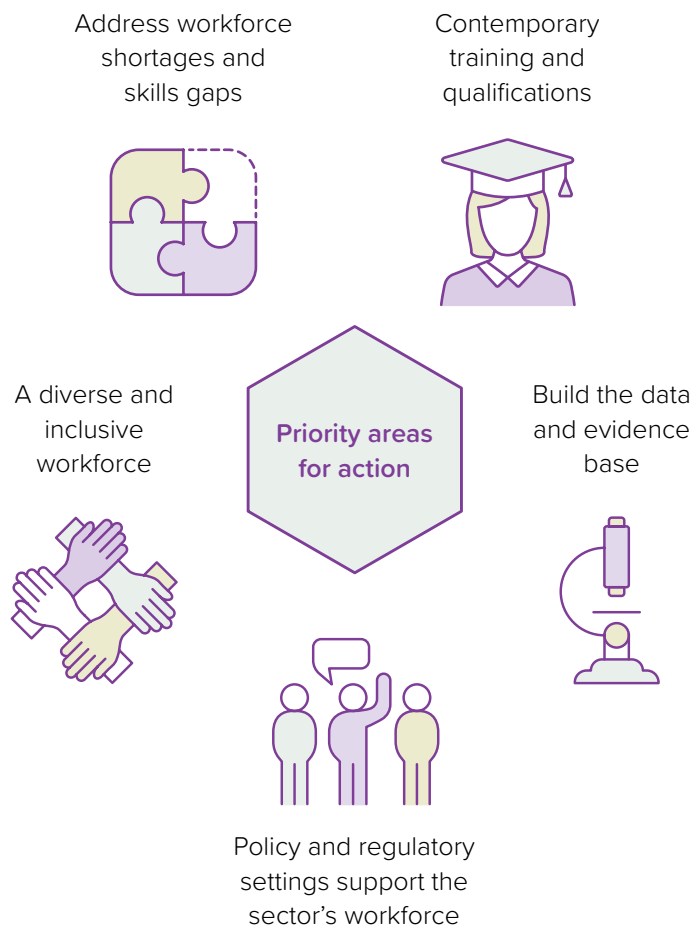 Address workforce
shortages and
skills gaps
Contemporary
training and
qualifications
A diverse and
inclusive
workforce
Priority areas
for action
Build the data
and evidence
base
Policy and regulatory
settings support the
sector’s workforce